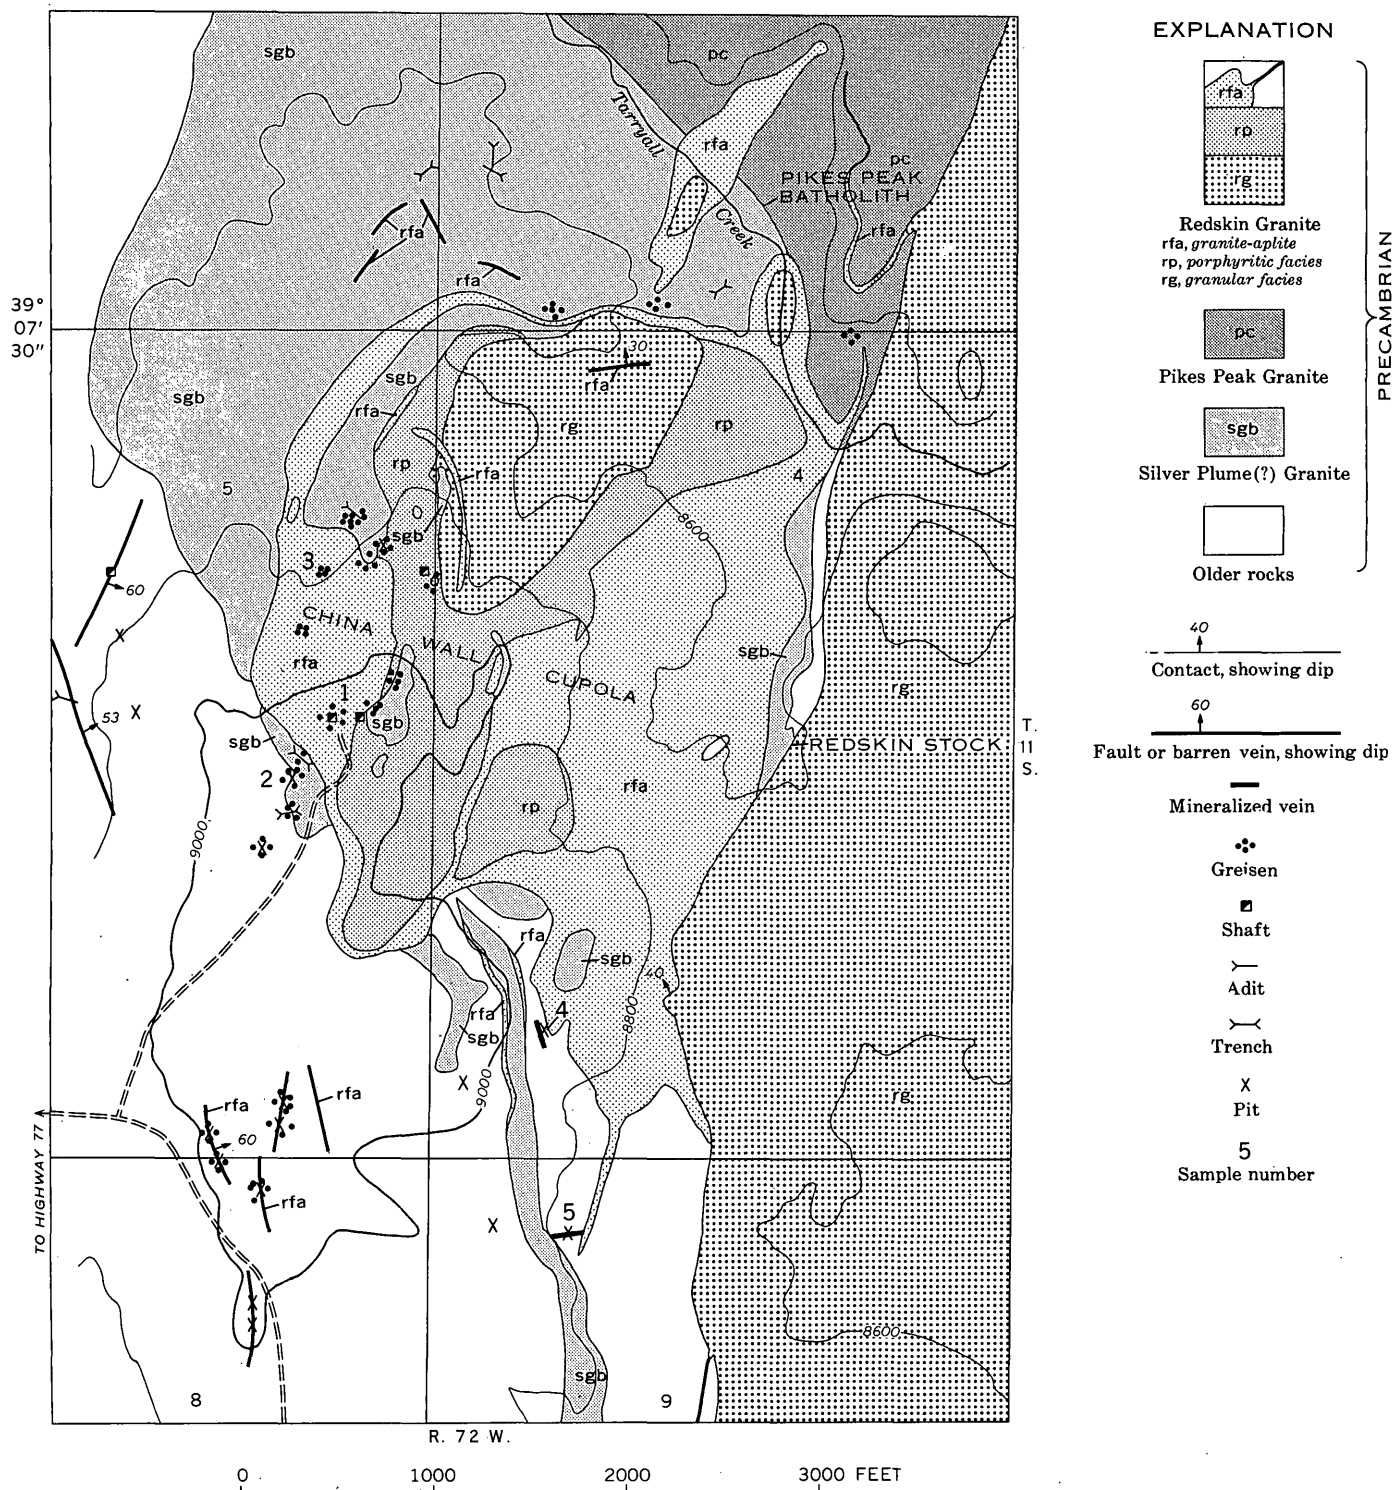 sgb
pc
Tarryall
rfa
pc
PIKES PEAK
BATHOLITH
Creek
rfa
rfa
rfa
39°
07′
30″
30
sgb
rfa
sgb
rfa
rg
rp
rp
rfa
4
5
8600
sgb
3
60
CHINA
WALL
rfa
sgb
CUPOLA
rg
1
53
sgb
sgb
REDSKIN STOCK
T.
11
S.
2
rp
rfa
9000
rfa
sgb
40
4
8800
rfa
sgb
9000
rfa
rfa
rg
60
TO HIGHWAY 77
rfa
5
8600
sgb
8
9
R. 72 W.
0
1000
2000
3000 FEET
EXPLANATION
rfa
rp
rg
Redskin Granite
rfa, granite-aplite
rp, porphyritic facies
rg, granular facies
pc
Pikes Peak Granite
sgb
Silver Plume(?) Granite
Older rocks
PRECAMBRIAN
40
Contact, showing dip
60
Fault or barren vein, showing dip
Mineralized vein
Greisen
Shaft
Adit
Trench
X
Pit
5
Sample number